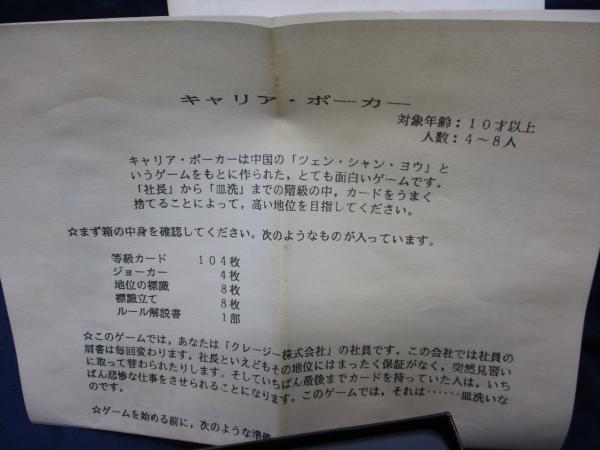 キャリア・ポーカー
対象年齢：１０才以上
人数：４～８人
キャリア・ポーカーは中国の「ツェン・シャン・ヨウ」と
いうゲームをもとに作られた，とても面白いゲームです。
「社長」から「皿洗」までの階級の中，カードをうまく
捨てることによって，高い地位を目指してください。
☆まず箱の中身を確認してください。次のようなものが入っています。
等級カード　１０４枚
ジョーカー　４枚
地位の標識　８枚
標識立て　８枚
ルール解説書　１部
☆このゲームでは，あなたは「クレージー株式会社」の社員です。この会社では社員の
肩書は毎回変わります。社長といえどもその地位にはまったく保証がなく，突然見習い
に取って替わられたりします。そしていちばん最後までカードを持っていた人は，いち
ばん悲惨な仕事をさせられることになります。このゲームでは，それは……皿洗いな
のです。
☆ゲームを始める前に，次のような準備